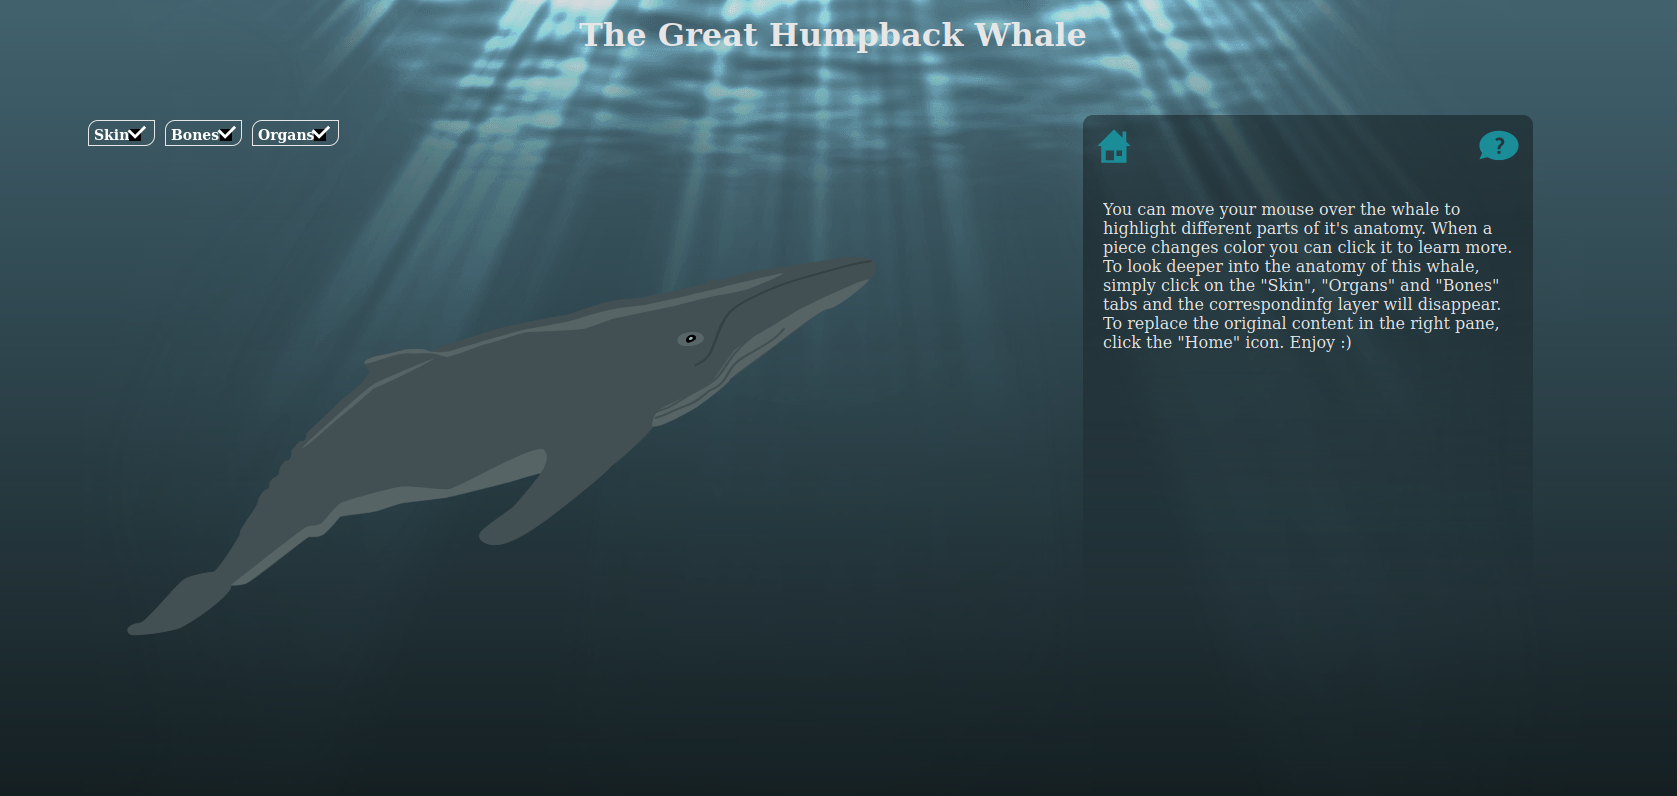 The Great Humpback Whale
Skin Bones Organs
?
You can move your mouse over the whale to
highlight different parts of it's anatomy. When a
piece changes color you can click it to learn more.
To look deeper into the anatomy of this whale,
simply click on the "Skin", "Organs" and "Bones"
tabs and the correspondinfg layer will disappear.
To replace the original content in the right pane,
click the "Home" icon. Enjoy :)